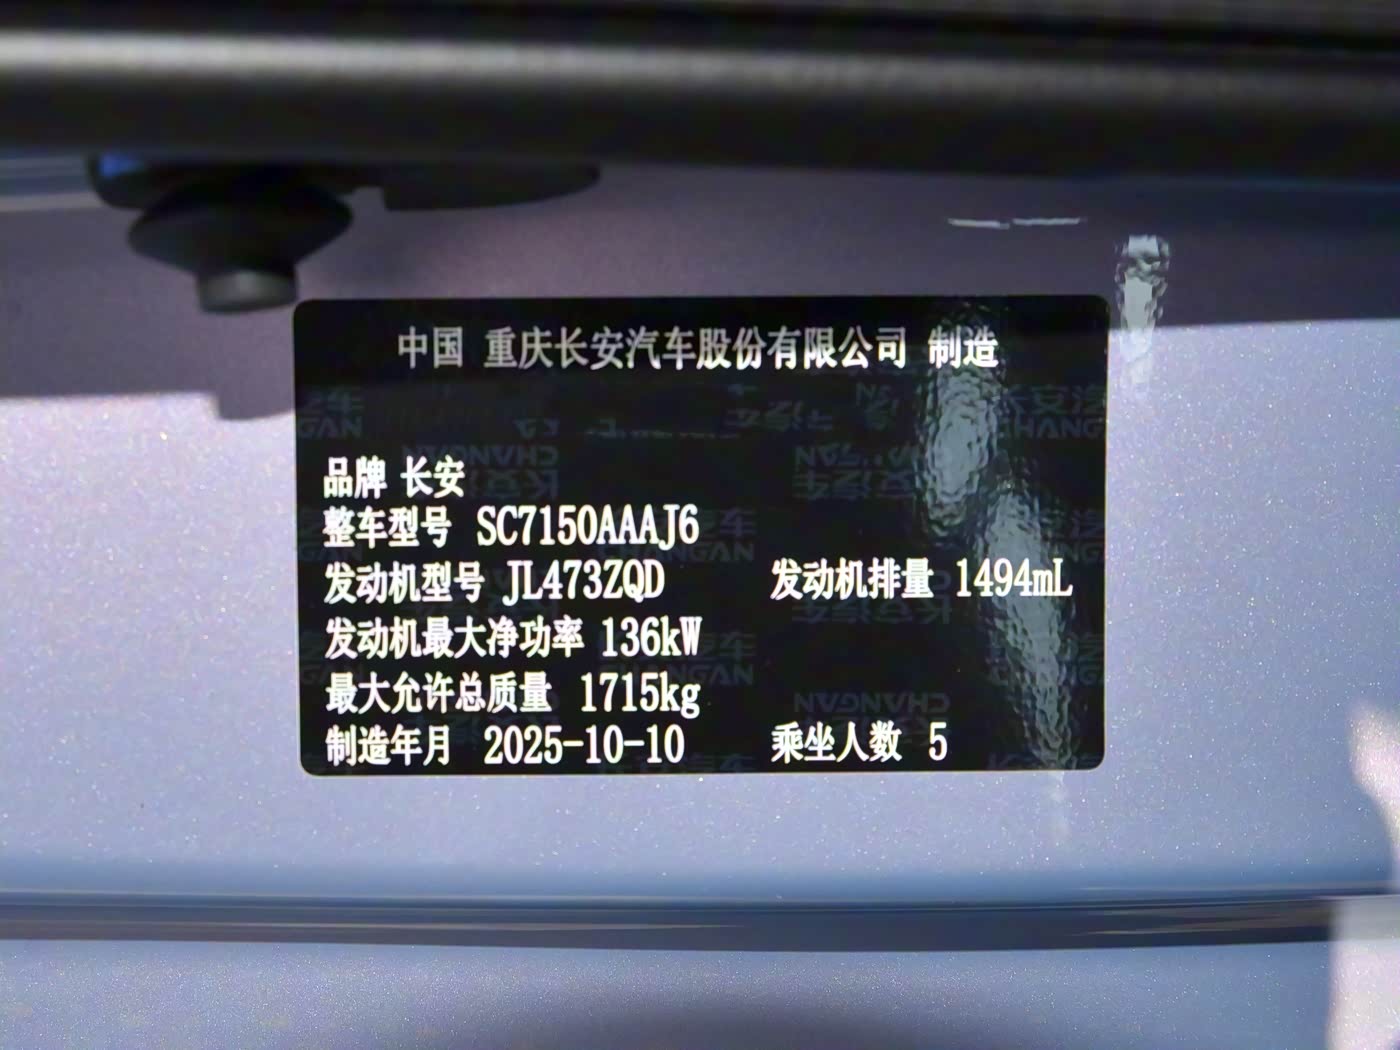 中国 重庆长安汽车股份有限公司 制造
品牌 长安
整车型号 SC7150AAAJ6
发动机型号 JL473ZQD 发动机排量 1494mL
发动机最大净功率 136kW
最大允许总质量 1715kg
制造年月 2025-10-10 乘坐人数 5